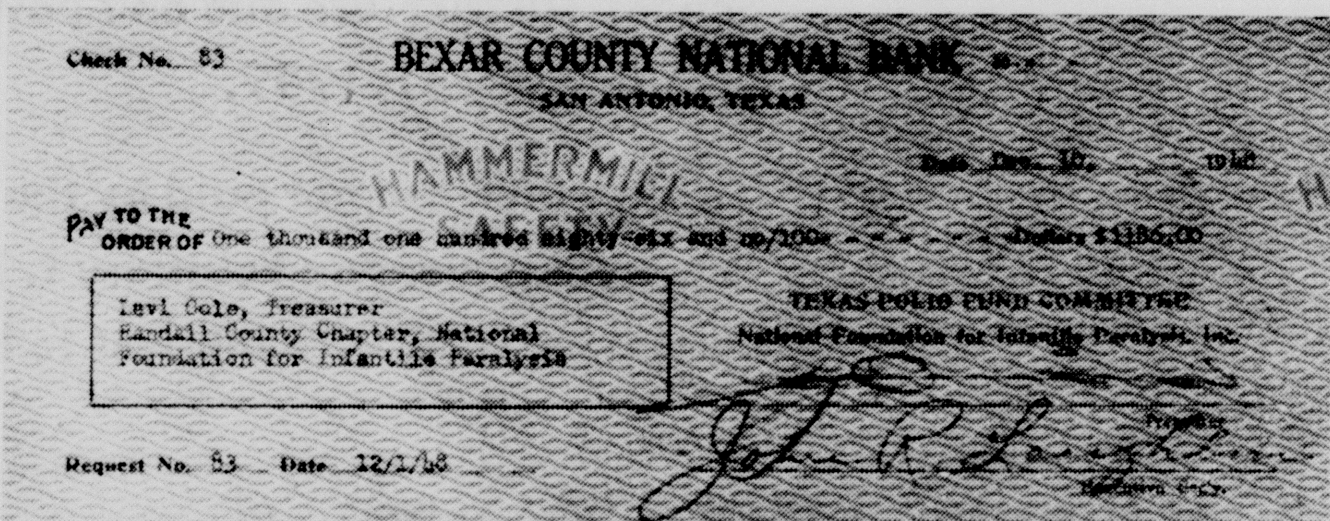 Check No. 83
BEXAR COUNTY NATIONAL BANK
SAN ANTONIO, TEXAS
HAMMERMILL
SAFETY
Date Dec. 10, 1948
PAY TO THE
ORDER OF One thousand one hundred eighty-six and no/100s - - - - - - -Dollars $1186.00
Levi Cole, Treasurer
Randall County Chapter, National
Foundation for Infantile Paralysis
TEXAS POLIO FUND COMMITTEE
National Foundation for Infantile Paralysis, Inc.
John R.
Request No. 83 Date 12/1/48